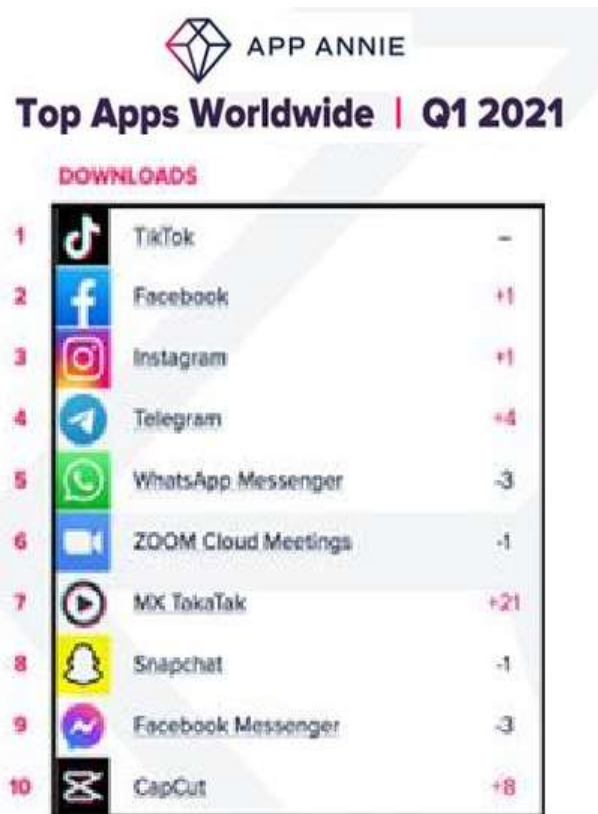 APP ANNIE
Top Apps Worldwide | Q1 2021
DOWNLOADS
1 TikTok –
2 Facebook +1
3 Instagram +1
4 Telegram +4
5 WhatsApp Messenger -3
6 ZOOM Cloud Meetings -1
7 MX TakaTak +21
8 Snapchat -1
9 Facebook Messenger -3
10 CapCut +8